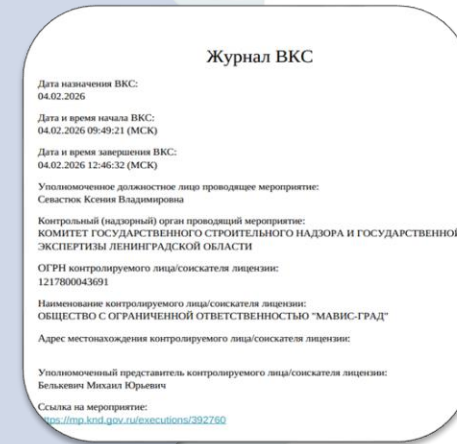 Журнал ВКС
Дата назначения ВКС:
04.02.2026
Дата и время начала ВКС:
04.02.2026 09:49:21 (МСК)
Дата и время завершения ВКС:
04.02.2026 12:46:32 (МСК)
Уполномоченное должностное лицо проводящее мероприятие:
Севастюк Ксения Владимировна
Контрольный (надзорный) орган проводящий мероприятие:
КОМИТЕТ ГОСУДАРСТВЕННОГО СТРОИТЕЛЬНОГО НАДЗОРА И ГОСУДАРСТВЕННОЙ
ЭКСПЕРТИЗЫ ЛЕНИНГРАДСКОЙ ОБЛАСТИ
ОГРН контролируемого лица/соискателя лицензии:
1217800043691
Наименование контролируемого лица/соискателя лицензии:
ОБЩЕСТВО С ОГРАНИЧЕННОЙ ОТВЕТСТВЕННОСТЬЮ "МАВИС-ГРАД"
Адрес местонахождения контролируемого лица/соискателя лицензии:
Уполномоченный представитель контролируемого лица/соискателя лицензии:
Белькевич Михаил Юрьевич
Ссылка на мероприятие:
ttps://mp.knd.gov.ru/executions/392760